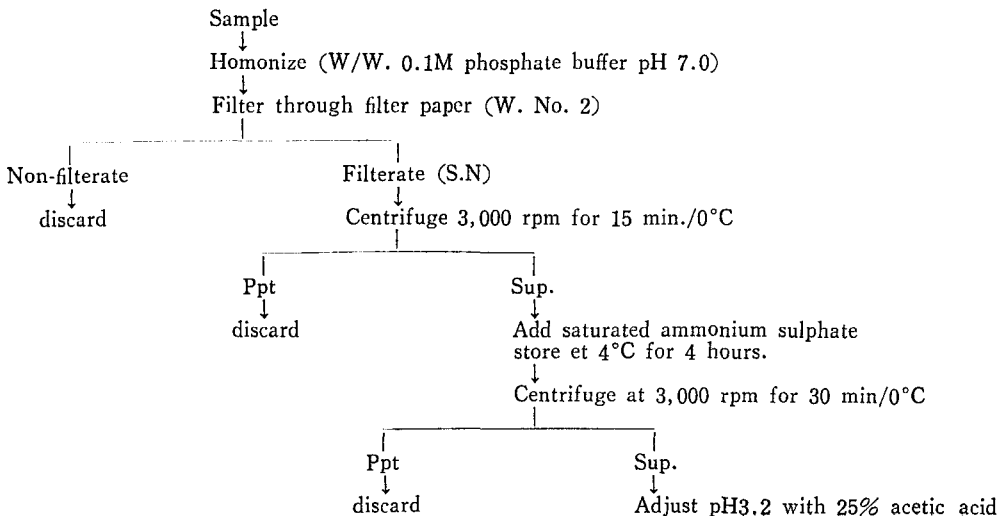 Sample
Homonize (W/W. 0.1M phosphate buffer pH 7.0)
Filter through filter paper (W. No. 2)
Non-filterate
Filterate (S.N)
discard
Centrifuge 3,000 rpm for 15 min./0°C
Ppt
Sup.
discard
Add saturated ammonium sulphate
store et 4°C for 4 hours.
Centrifuge at 3,000 rpm for 30 min/0°C
Ppt
Sup.
discard
Adjust pH3.2 with 25% acetic acid